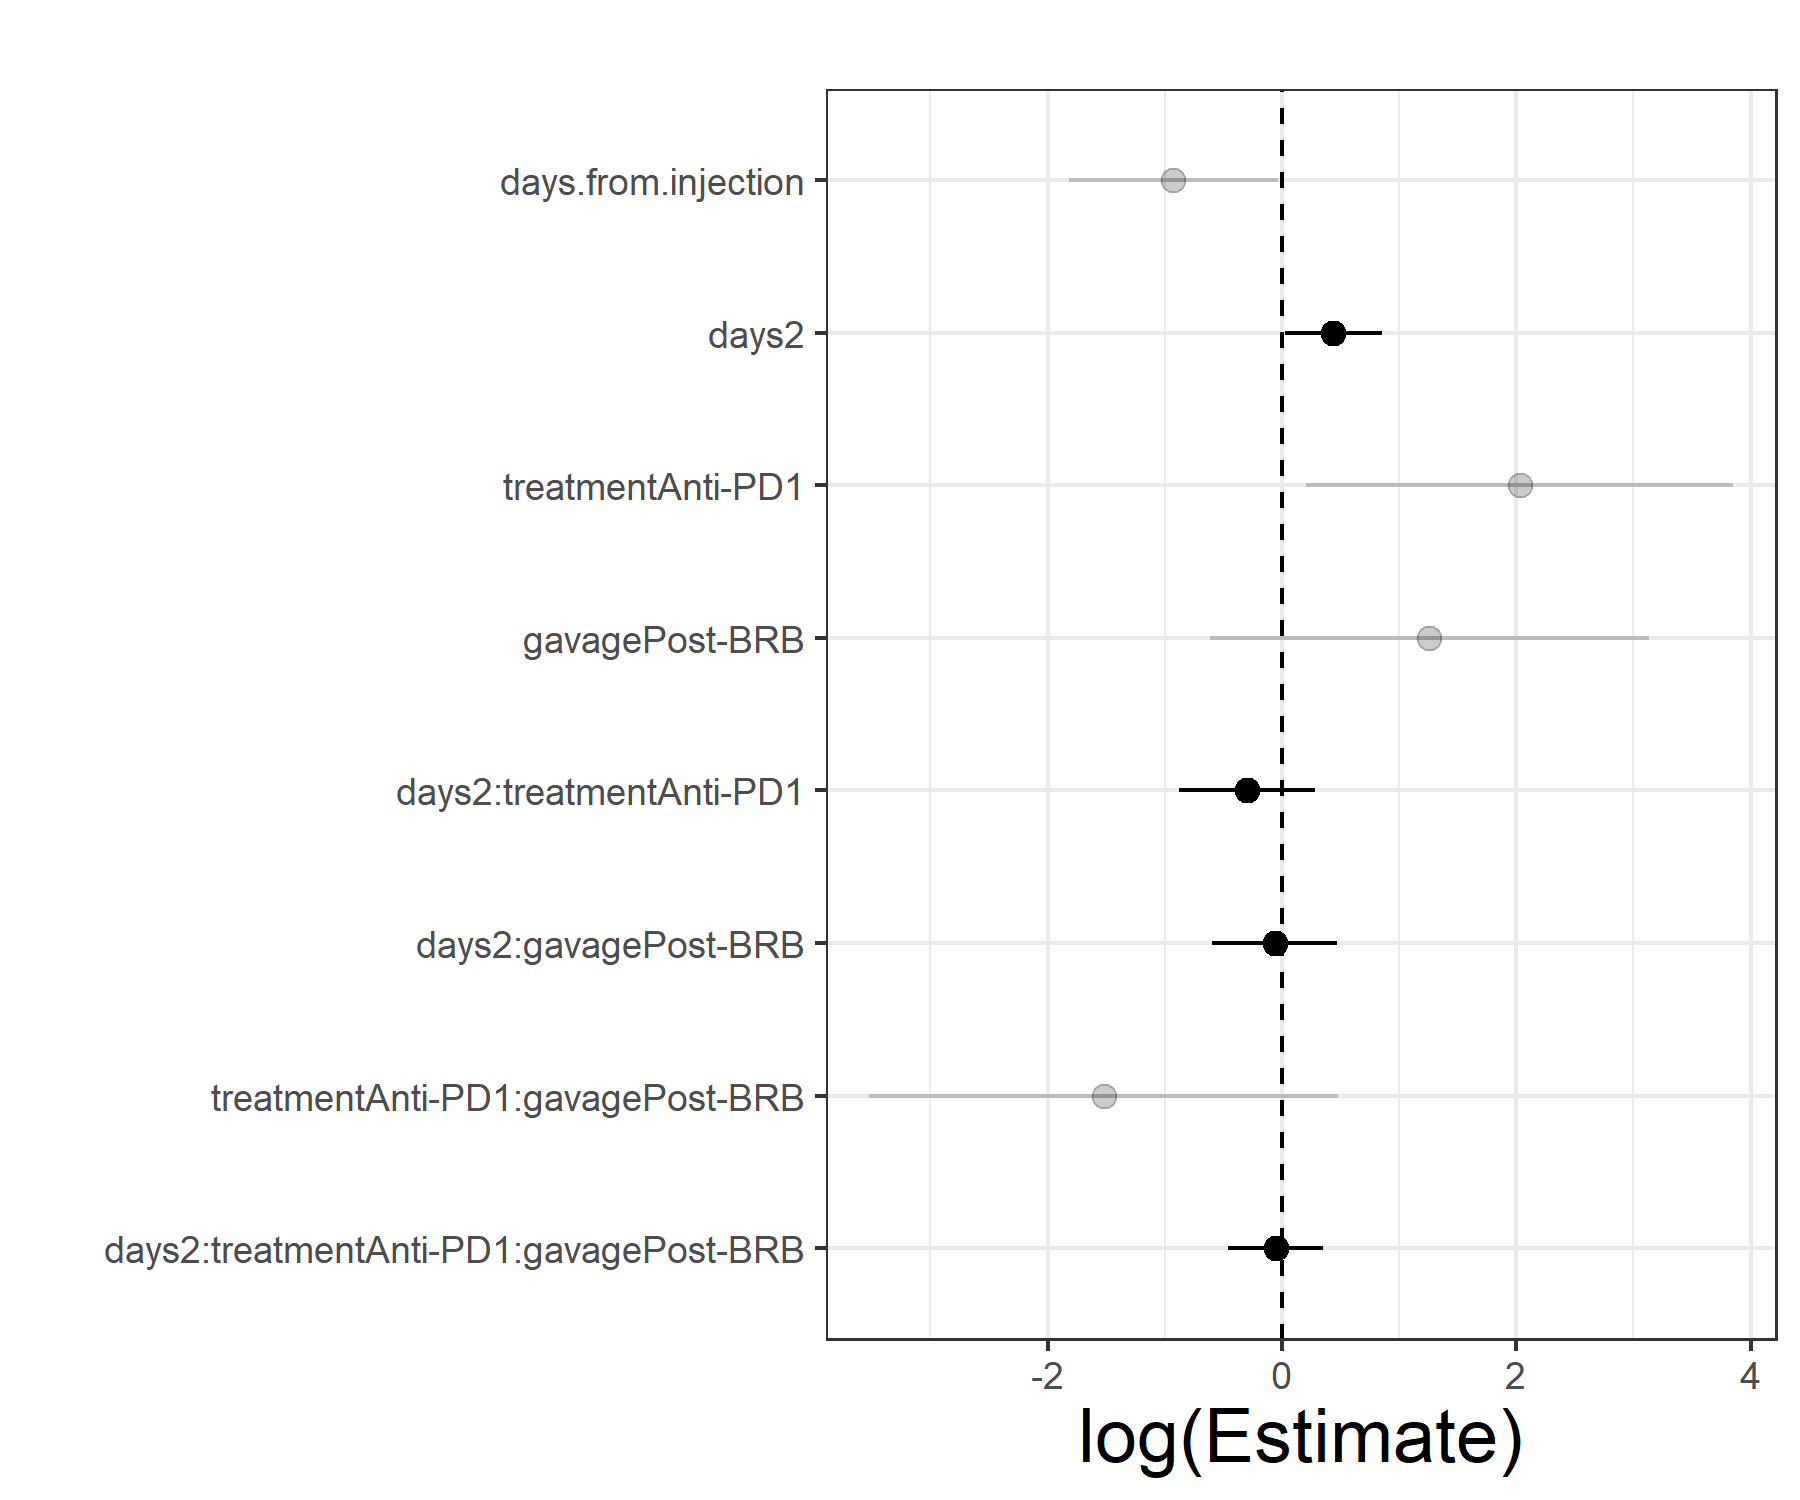 days.from.injection
days2
treatmentAnti-PD1
gavagePost-BRB
days2:treatmentAnti-PD1
days2:gavagePost-BRB
treatmentAnti-PD1:gavagePost-BRB
days2:treatmentAnti-PD1:gavagePost-BRB
-2 0 2 4
log(Estimate)